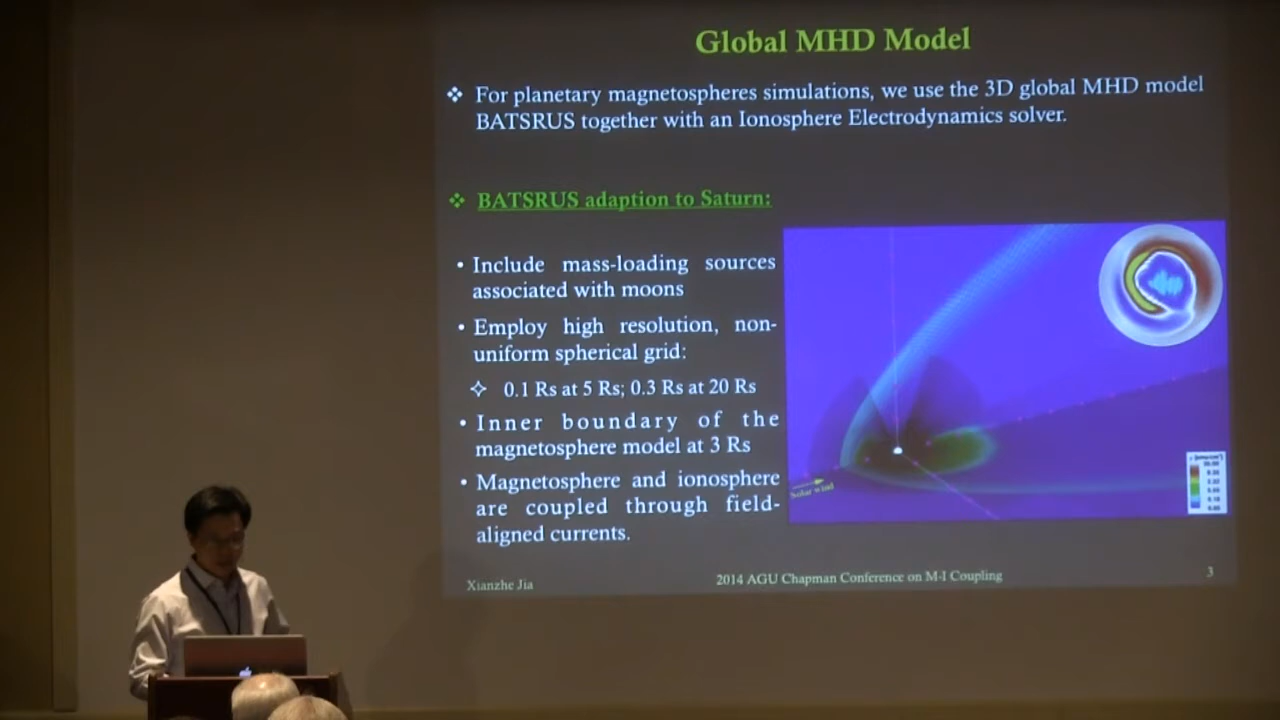 Global MHD Model
❖ For planetary magnetospheres simulations, we use the 3D global MHD model
BATSRUS together with an Ionosphere Electrodynamics solver.
❖ BATSRUS adaption to Saturn:
• Include mass-loading sources
associated with moons
• Employ high resolution, non-
uniform spherical grid:
✧ 0.1 Rs at 5 Rs; 0.3 Rs at 20 Rs
• Inner boundary of the
magnetosphere model at 3 Rs
• Magnetosphere and ionosphere
are coupled through field-
aligned currents.
Solar wind
Xianzhe Jia
2014 AGU Chapman Conference on M-I Coupling
3